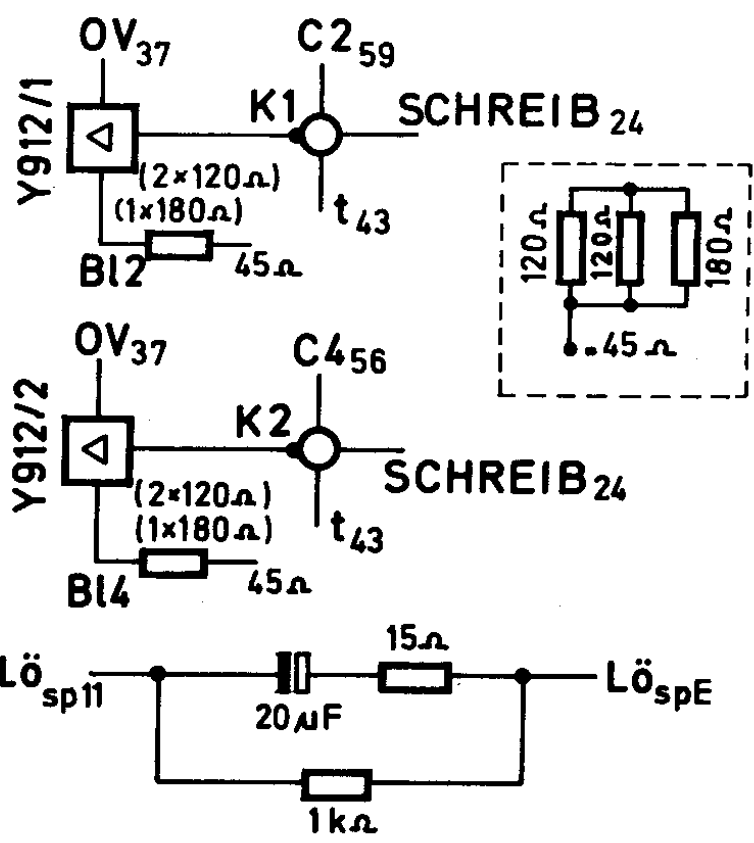 OV37
C259
Y912/1
K1
SCHREIB24
(2×120Ω)
(1×180Ω)
t43
Bl2
45Ω
120Ω
120Ω
180Ω
.45Ω
OV37
C456
Y912/2
K2
SCHREIB24
(2×120Ω)
(1×180Ω)
t43
Bl4
45Ω
15Ω
Lösp11
LöspE
20µF
1kΩ